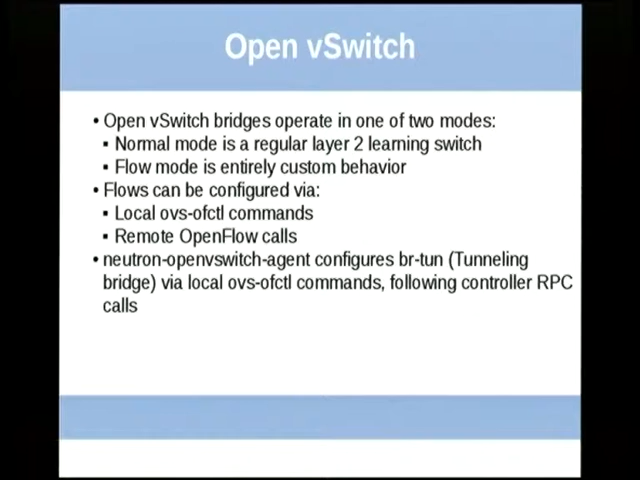 Open vSwitch
• Open vSwitch bridges operate in one of two modes:
▪ Normal mode is a regular layer 2 learning switch
▪ Flow mode is entirely custom behavior
• Flows can be configured via:
▪ Local ovs-ofctl commands
▪ Remote OpenFlow calls
• neutron-openvswitch-agent configures br-tun (Tunneling
bridge) via local ovs-ofctl commands, following controller RPC
calls